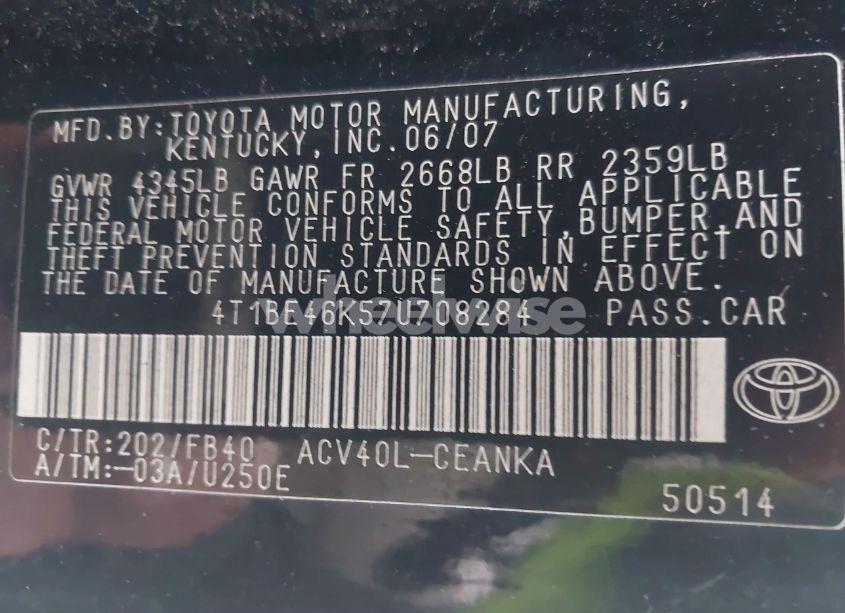 MFD.BY:TOYOTA MOTOR MANUFACTURING,
KENTUCKY,INC.06/07
GVWR 4345LB GAWR FR 2668LB RR 2359LB
THIS VEHICLE CONFORMS TO ALL APPLICABLE
FEDERAL MOTOR VEHICLE SAFETY,BUMPER,AND
THEFT PREVENTION STANDARDS IN EFFECT ON
THE DATE OF MANUFACTURE SHOWN ABOVE.
4T1BE46K57U708284 PASS.CAR
wheelwise
C/TR:202/FB40 ACV40L-CEANKA
A/TM:-03A/U250E
50514